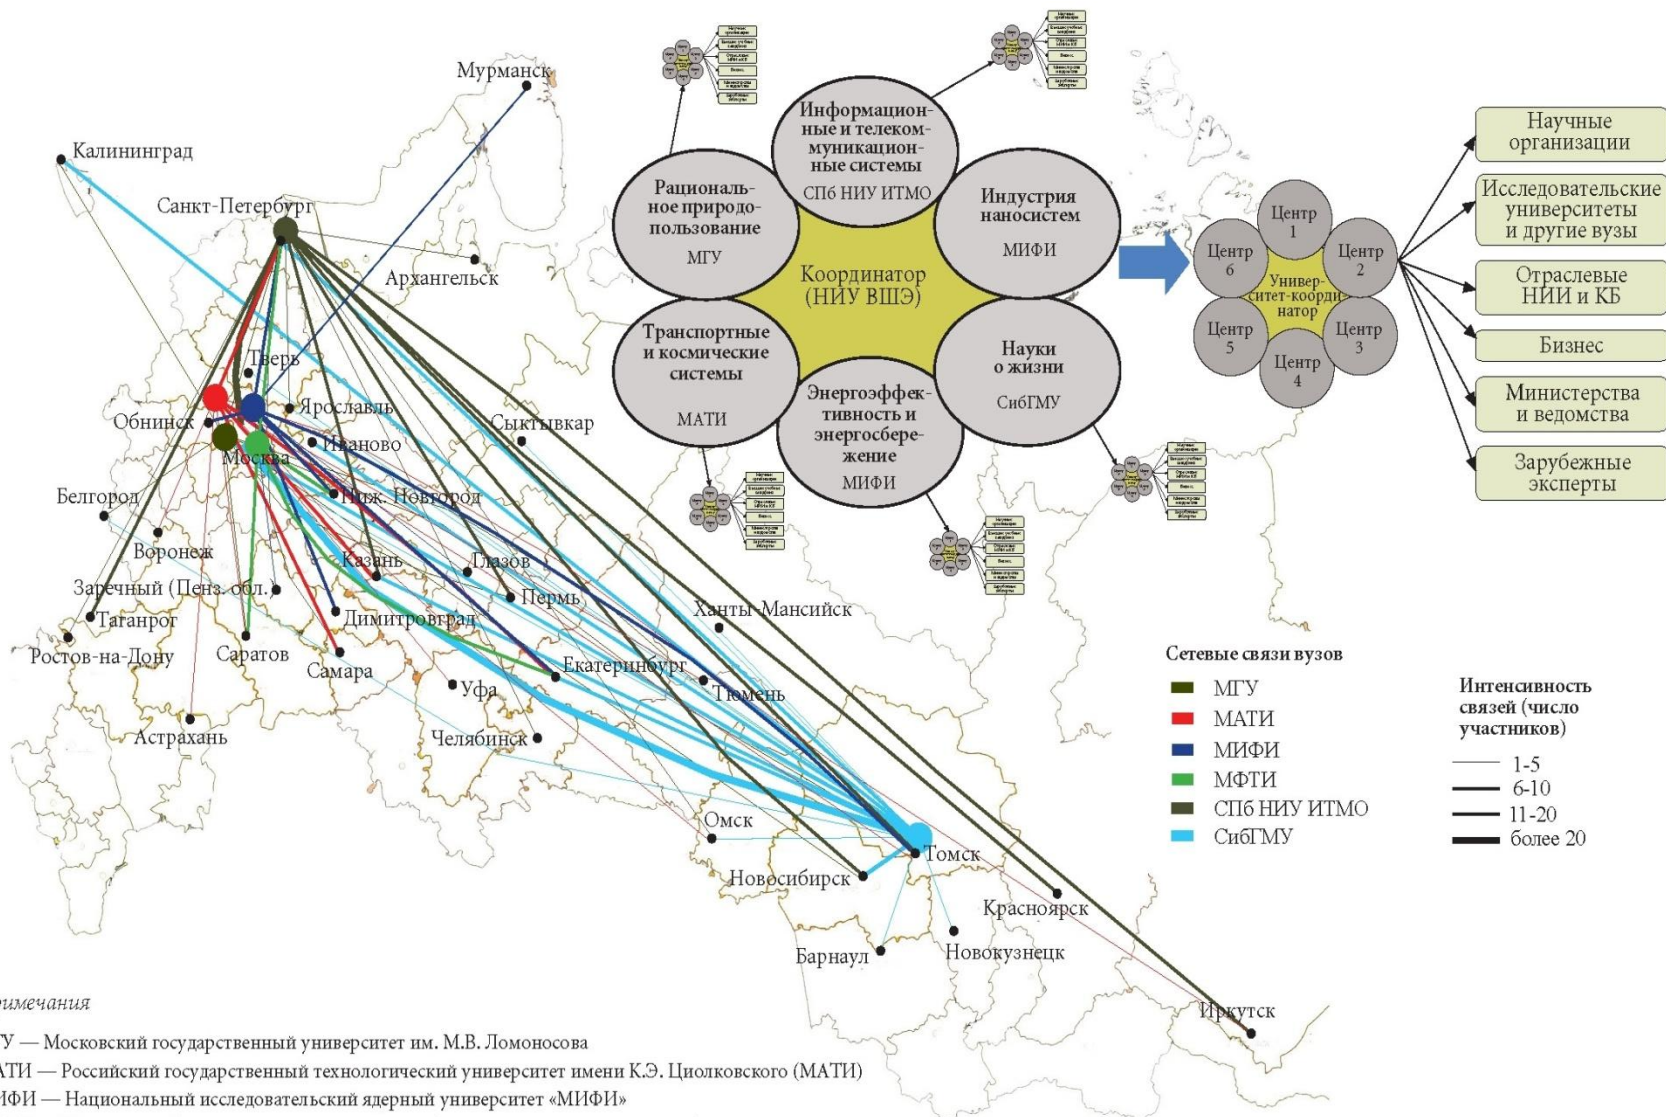 Мурманск
Калининград
Санкт-Петербург
Архангельск
Тверь
Обнинск
Ярославль
Москва
Иваново
Сыктывкар
Белгород
Ниж. Новгород
Воронеж
Казань
Глазов
Заречный (Пенз. обл.)
Пермь
Таганрог
Димитровград
Ханты-Мансийск
Ростов-на-Дону
Саратов
Самара
Екатеринбург
Уфа
Тюмень
Астрахань
Челябинск
Омск
Томск
Новосибирск
Красноярск
Барнаул
Новокузнецк
Иркутск
Информацион-
ные и телеком-
муникацион-
ные системы
СПб НИУ ИТМО
Рациональ-
ное природо-
пользование
МГУ
Индустрия
наносистем
МИФИ
Координатор
(НИУ ВШЭ)
Транспортные
и космические
системы
МАТИ
Энергоэффек-
тивность и
энергосбере-
жение
МИФИ
Науки
о жизни
СибГМУ
Центр
1
Центр
2
Центр
3
Центр
4
Центр
5
Центр
6
Универ-
ситет-коорди-
натор
Научные
организации
Исследовательские
университеты
и другие вузы
Отраслевые
НИИ и КБ
Бизнес
Министерства
и ведомства
Зарубежные
эксперты
Сетевые связи вузов
МГУ
МАТИ
МИФИ
МФТИ
СПб НИУ ИТМО
СибГМУ
Интенсивность
связей (число
участников)
1-5
6-10
11-20
более 20
римечания
ГУ — Московский государственный университет им. М.В. Ломоносова
АТИ — Российский государственный технологический университет имени К.Э. Циолковского (МАТИ)
ИФИ — Национальный исследовательский ядерный университет «МИФИ»